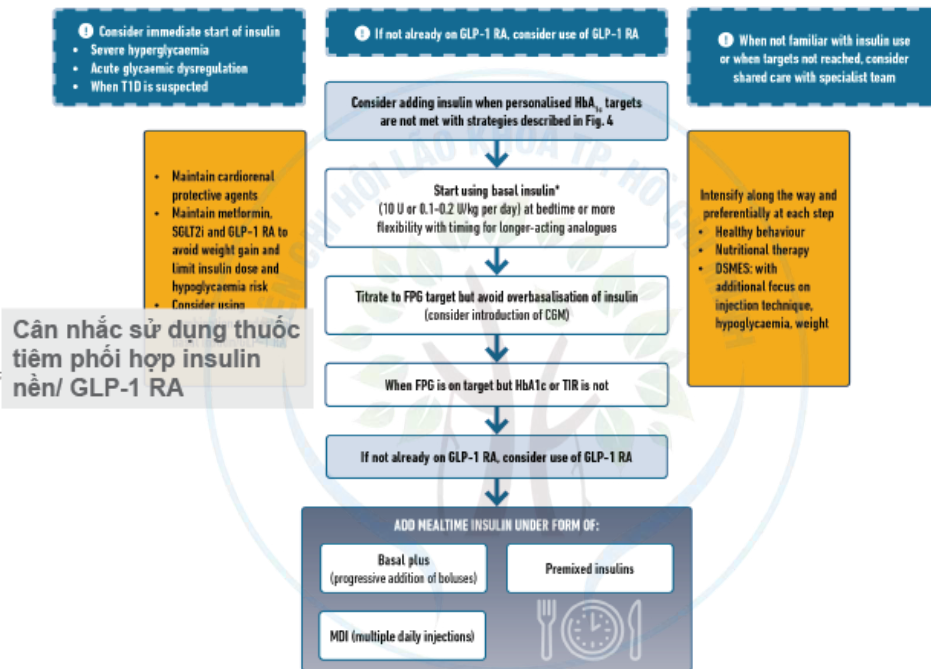 Consider immediate start of insulin
• Severe hyperglycaemia
• Acute glycaemic dysregulation
• When T1D is suspected
If not already on GLP-1 RA, consider use of GLP-1 RA
When not familiar with insulin use
or when targets not reached, consider
shared care with specialist team
Consider adding insulin when personalised HbA1c targets
are not met with strategies described in Fig. 4
• Maintain cardiorenal
protective agents
• Maintain metformin,
SGLT2i and GLP-1 RA to
avoid weight gain and
limit insulin dose and
hypoglycaemia risk
• Consider using
Cân nhắc sử dụng thuốc
tiêm phối hợp insulin
nền/ GLP-1 RA
Start using basal insulin*
(10 U or 0.1-0.2 U/kg per day) at bedtime or more
flexibility with timing for longer-acting analogues
Titrate to FPG target but avoid overbasalisation of insulin
(consider introduction of CGM)
When FPG is on target but HbA1c or TIR is not
If not already on GLP-1 RA, consider use of GLP-1 RA
Intensify along the way and
preferentially at each step
• Healthy behaviour
• Nutritional therapy
• DSMES: with
additional focus on
injection technique,
hypoglycaemia, weight
ADD MEALTIME INSULIN UNDER FORM OF:
Basal plus
(progressive addition of boluses)
Premixed insulins
MDI (multiple daily injections)
CHI HỘI LÃO KHOA TP. HỒ CH